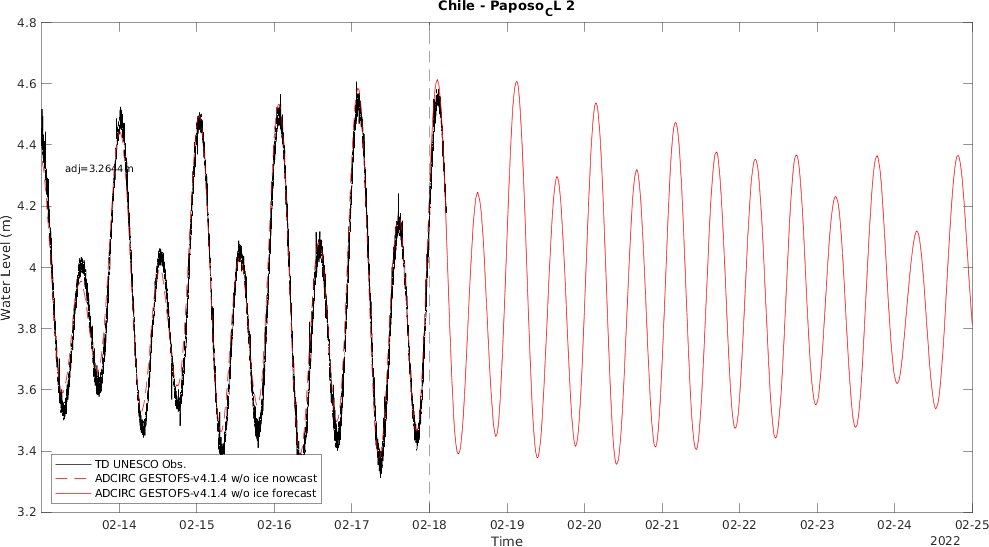 Chile - Paposo_CL 2
4.8
4.6
4.4
4.2
4
3.8
3.6
3.4
3.2
Water Level (m)
adj=3.2644m
TD UNESCO Obs.
ADCIRC GESTOFS-v4.1.4 w/o ice nowcast
ADCIRC GESTOFS-v4.1.4 w/o ice forecast
02-14 02-15 02-16 02-17 02-18 02-19 02-20 02-21 02-22 02-23 02-24 02-25
Time
2022